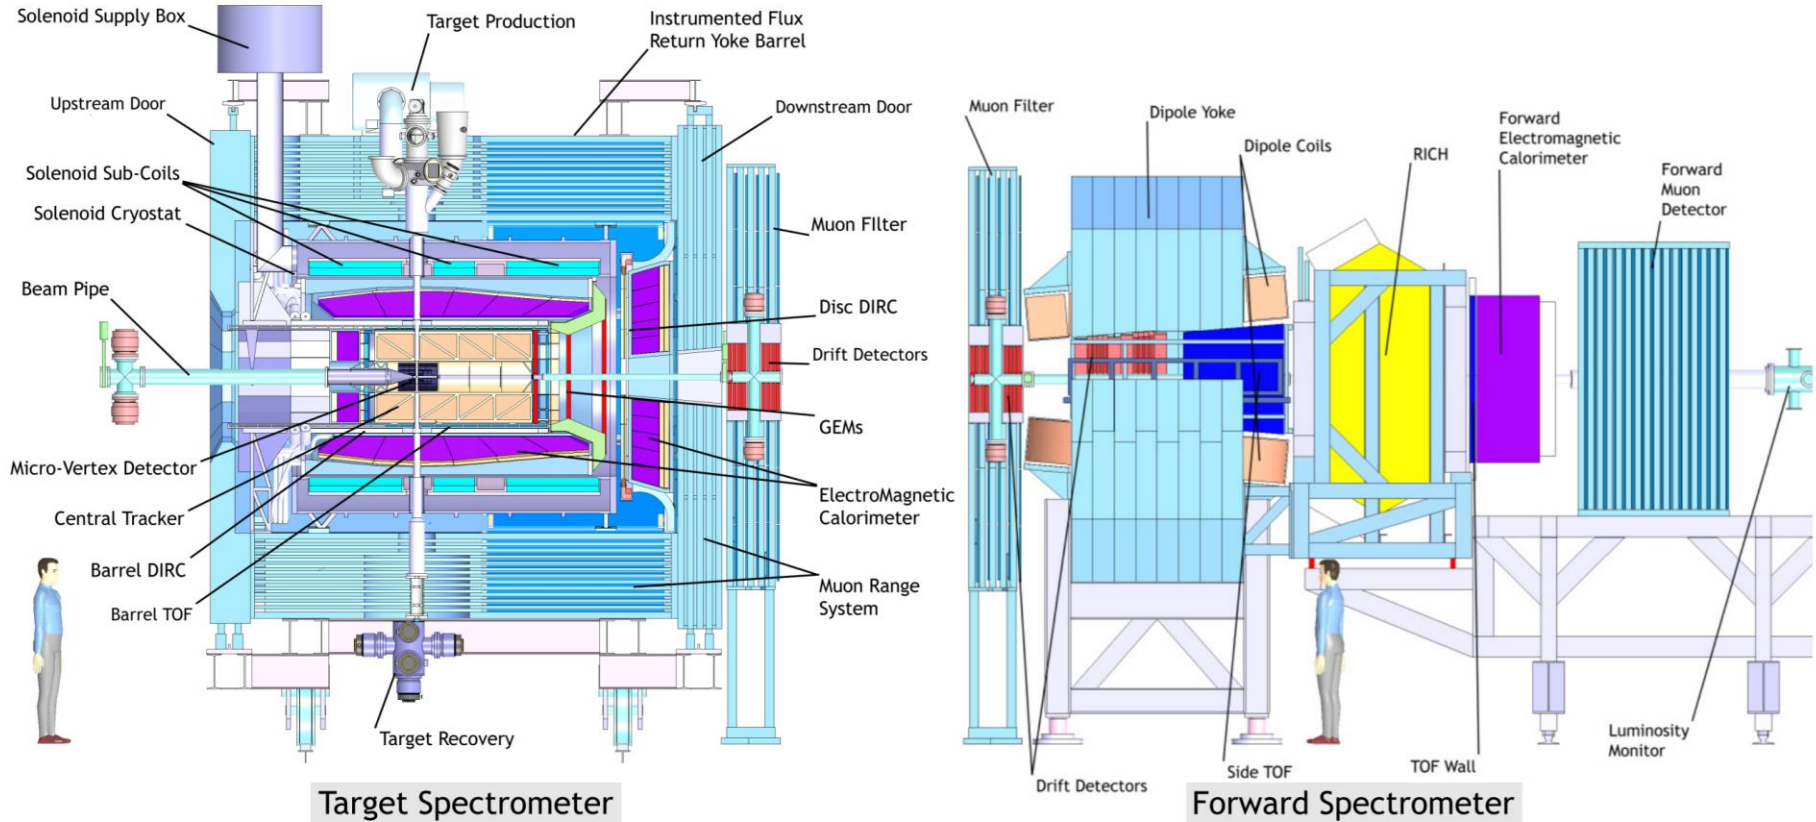 Solenoid Supply Box
Target Production
Instrumented Flux
Return Yoke Barrel
Upstream Door
Downstream Door
Solenoid Sub-Coils
Solenoid Cryostat
Muon FIlter
Beam Pipe
Disc DIRC
Drift Detectors
GEMs
Micro-Vertex Detector
ElectroMagnetic
Calorimeter
Central Tracker
Barrel DIRC
Barrel TOF
Muon Range
System
Target Recovery
Target Spectrometer
Muon Filter
Dipole Yoke
Dipole Coils
RICH
Forward
Electromagnetic
Calorimeter
Forward
Muon
Detector
Luminosity
Monitor
Drift Detectors
Side TOF
TOF Wall
Forward Spectrometer